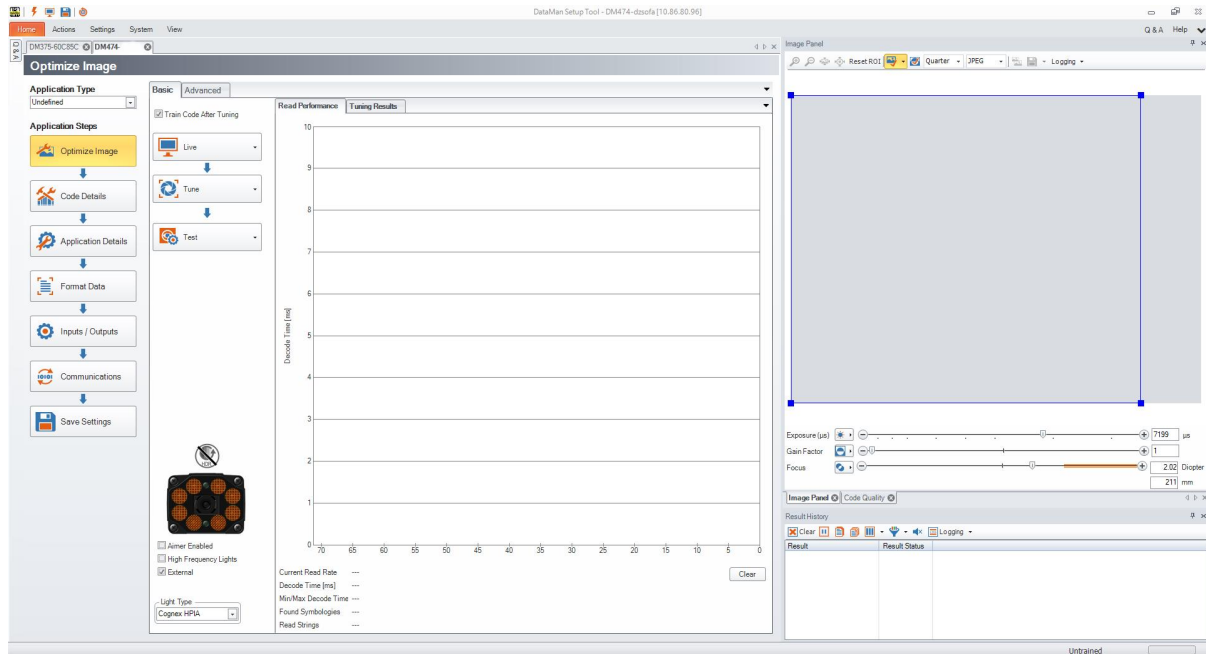 DataMan Setup Tool - DM474-dzsofa [10.86.80.96]
Home Actions Settings System View Q & A Help
Q & A
DM375-60C85C DM474-
Optimize Image
Application Type
Undefined
Application Steps
Optimize Image
Code Details
Application Details
Format Data
Inputs / Outputs
Communications
Save Settings
Basic Advanced
Train Code After Tuning
Live
Tune
Test
HDR
Aimer Enabled
High Frequency Lights
External
Light Type
Cognex HPIA
Read Performance Tuning Results
10
9
8
7
6
5
4
3
2
1
0
Decode Time [ms]
70 65 60 55 50 45 40 35 30 25 20 15 10 5 0
Current Read Rate ---
Decode Time [ms] ---
Min/Max Decode Time ---
Found Symbologies ---
Read Strings ---
Clear
Image Panel
Reset ROI Quarter JPEG Logging
Exposure (µs) 7199 µs
Gain Factor 1
Focus 2.02 Diopter
211 mm
Image Panel Code Quality
Result History
Clear Logging
Result Result Status
Untrained